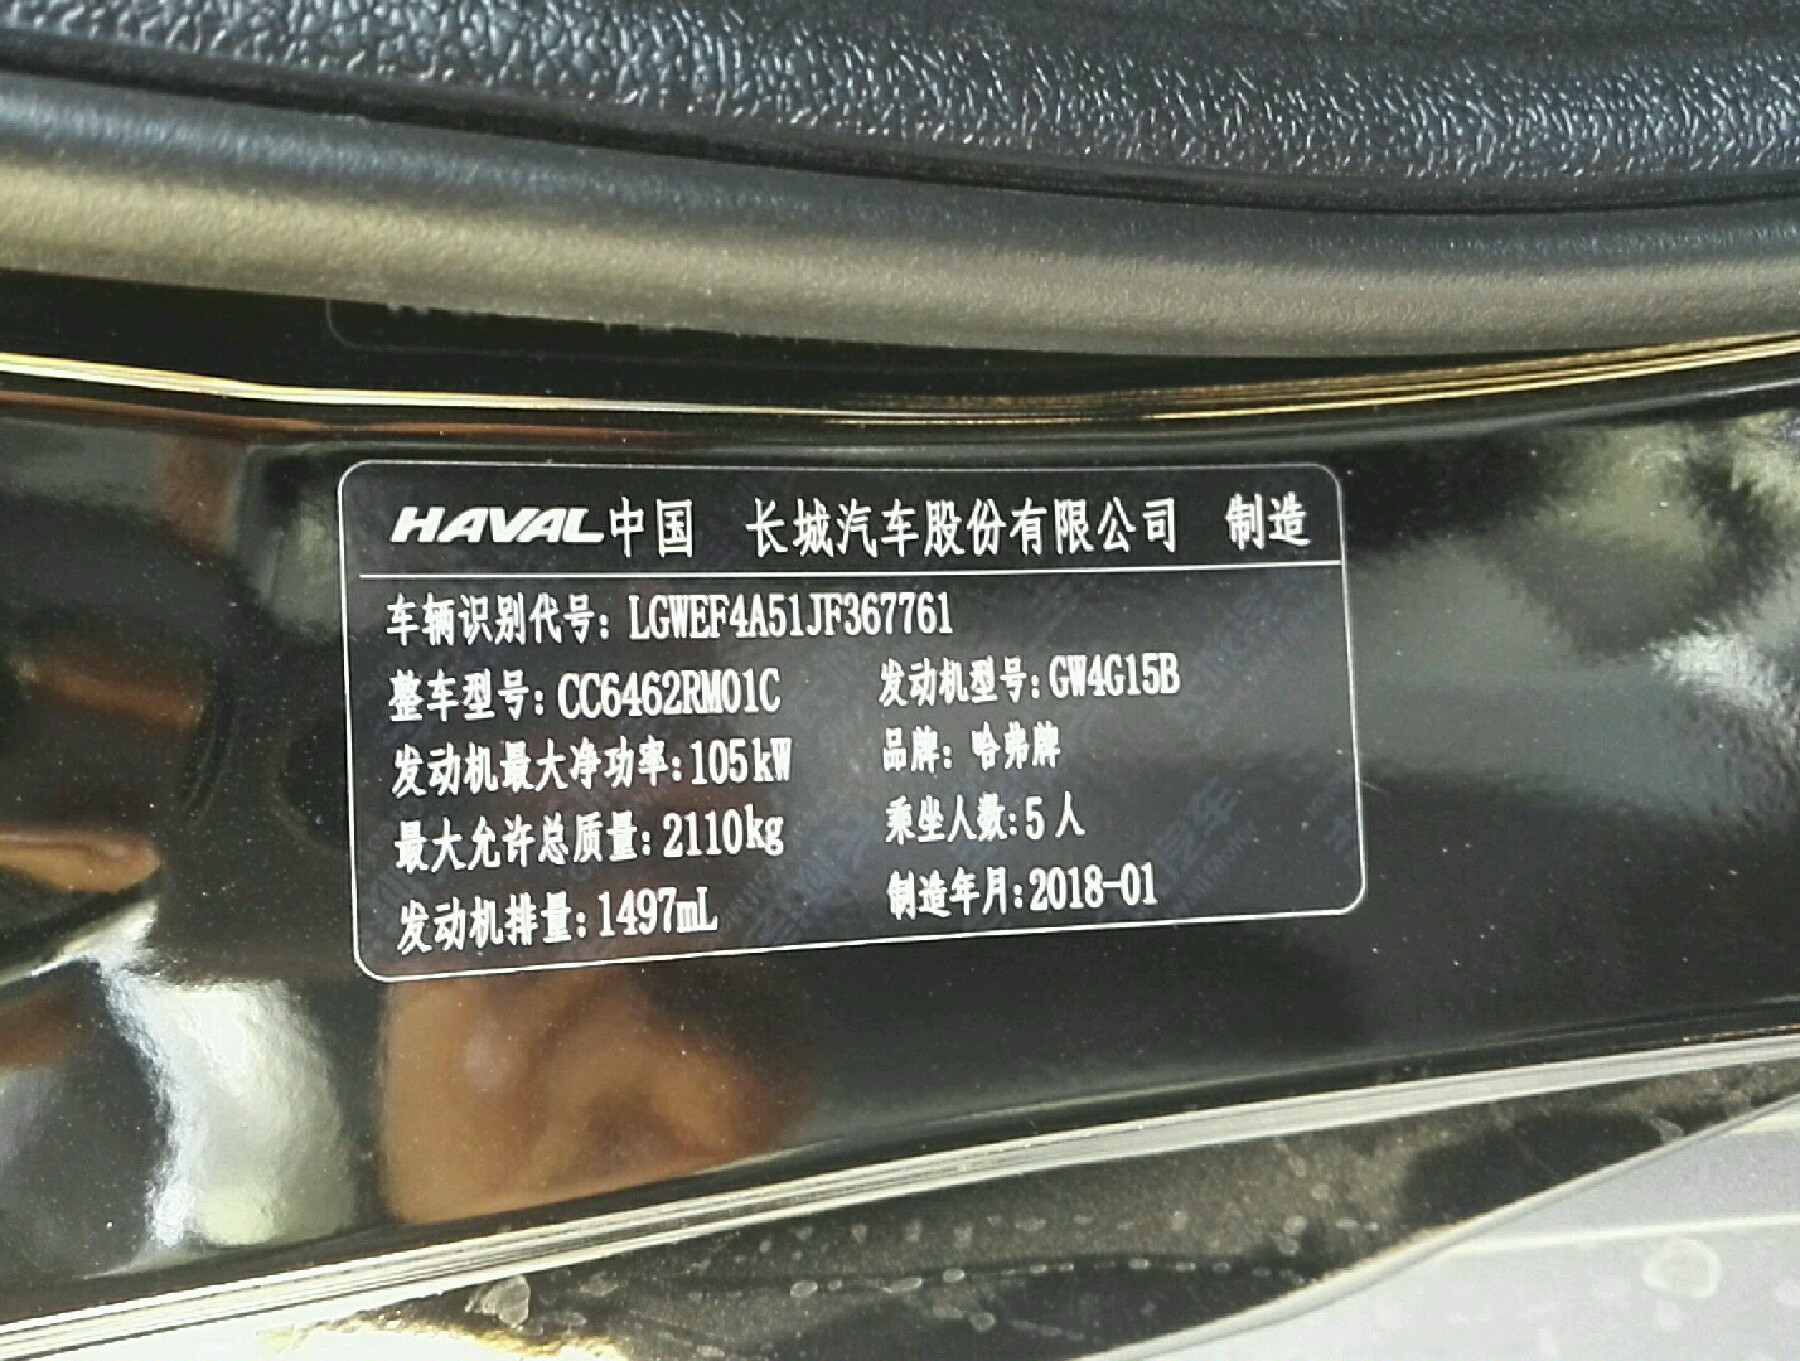 HAVAL中国 长城汽车股份有限公司 制造
车辆识别代号：LGWEF4A51JF367761
整车型号：CC6462RM01C 发动机型号：GW4G15B
发动机最大净功率：105kW 品牌：哈弗牌
最大允许总质量：2110kg 乘坐人数：5人
发动机排量：1497mL 制造年月：2018-01